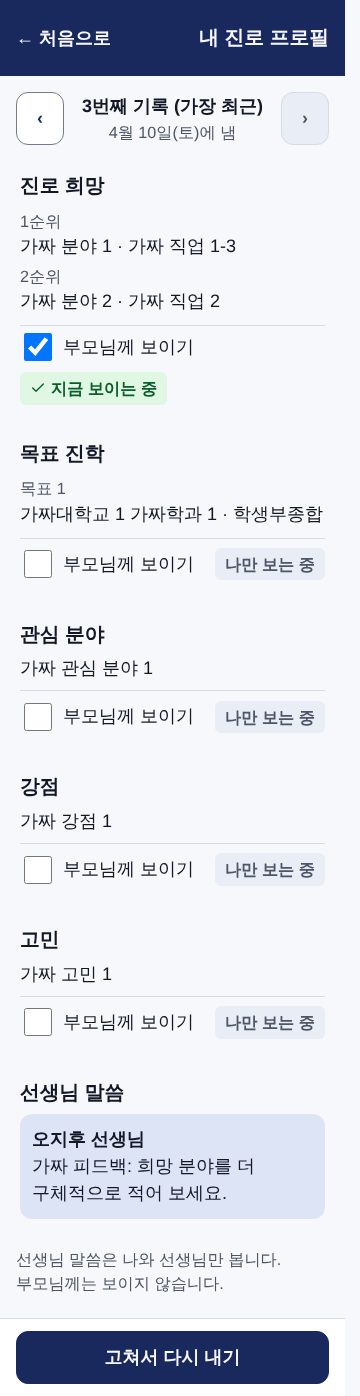 ← 처음으로
내 진로 프로필
‹
3번째 기록 (가장 최근)
4월 10일(토)에 냄
›
진로 희망
1순위
가짜 분야 1 · 가짜 직업 1-3
2순위
가짜 분야 2 · 가짜 직업 2
부모님께 보이기
✓ 지금 보이는 중
목표 진학
목표 1
가짜대학교 1 가짜학과 1 · 학생부종합
부모님께 보이기
나만 보는 중
관심 분야
가짜 관심 분야 1
부모님께 보이기
나만 보는 중
강점
가짜 강점 1
부모님께 보이기
나만 보는 중
고민
가짜 고민 1
부모님께 보이기
나만 보는 중
선생님 말씀
오지후 선생님
가짜 피드백: 희망 분야를 더
구체적으로 적어 보세요.
선생님 말씀은 나와 선생님만 봅니다.
부모님께는 보이지 않습니다.
고쳐서 다시 내기